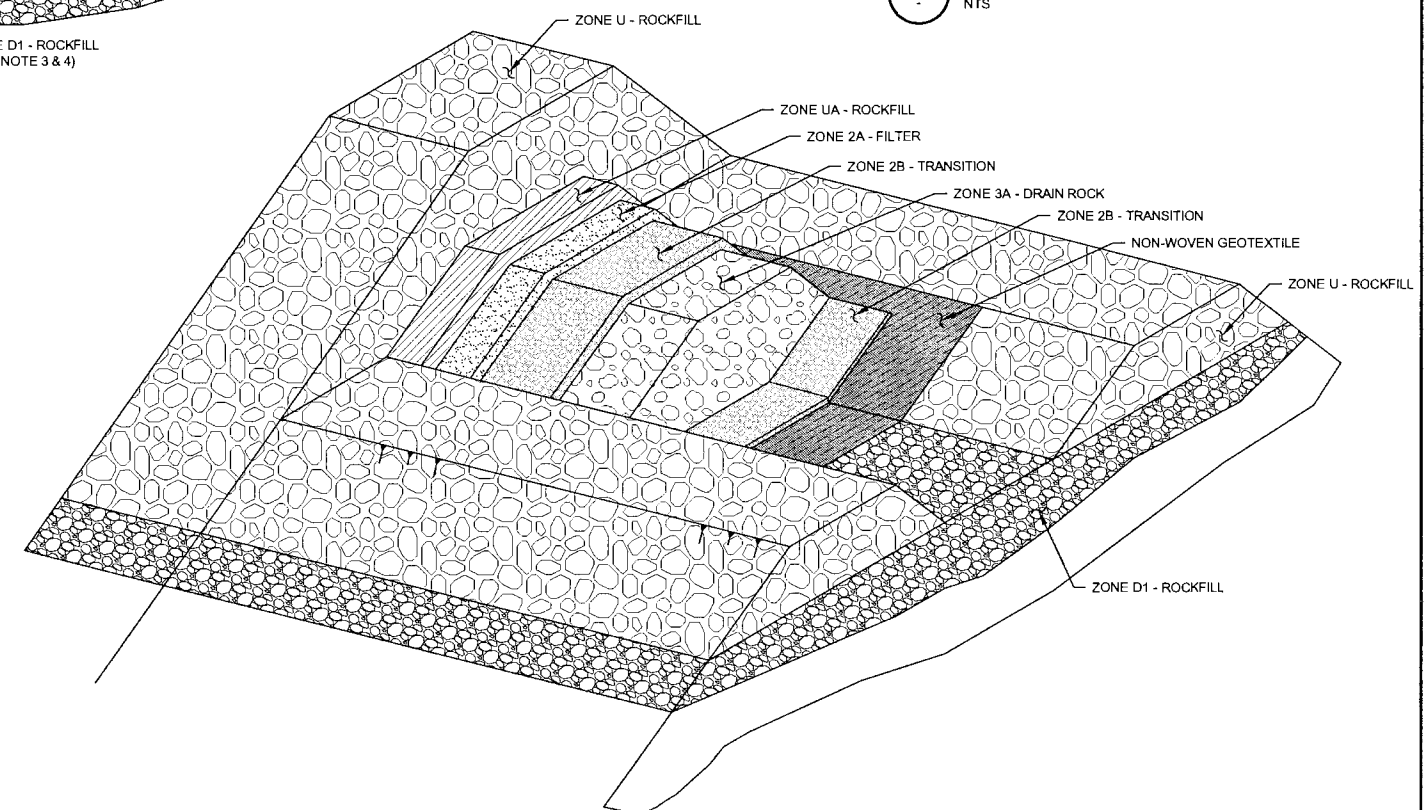 NTS
ZONE U - ROCKFILL
D1 - ROCKFILL
NOTE 3 & 4)
ZONE UA - ROCKFILL
ZONE 2A - FILTER
ZONE 2B - TRANSITION
ZONE 3A - DRAIN ROCK
ZONE 2B - TRANSITION
NON-WOVEN GEOTEXTILE
ZONE U - ROCKFILL
ZONE D1 - ROCKFILL